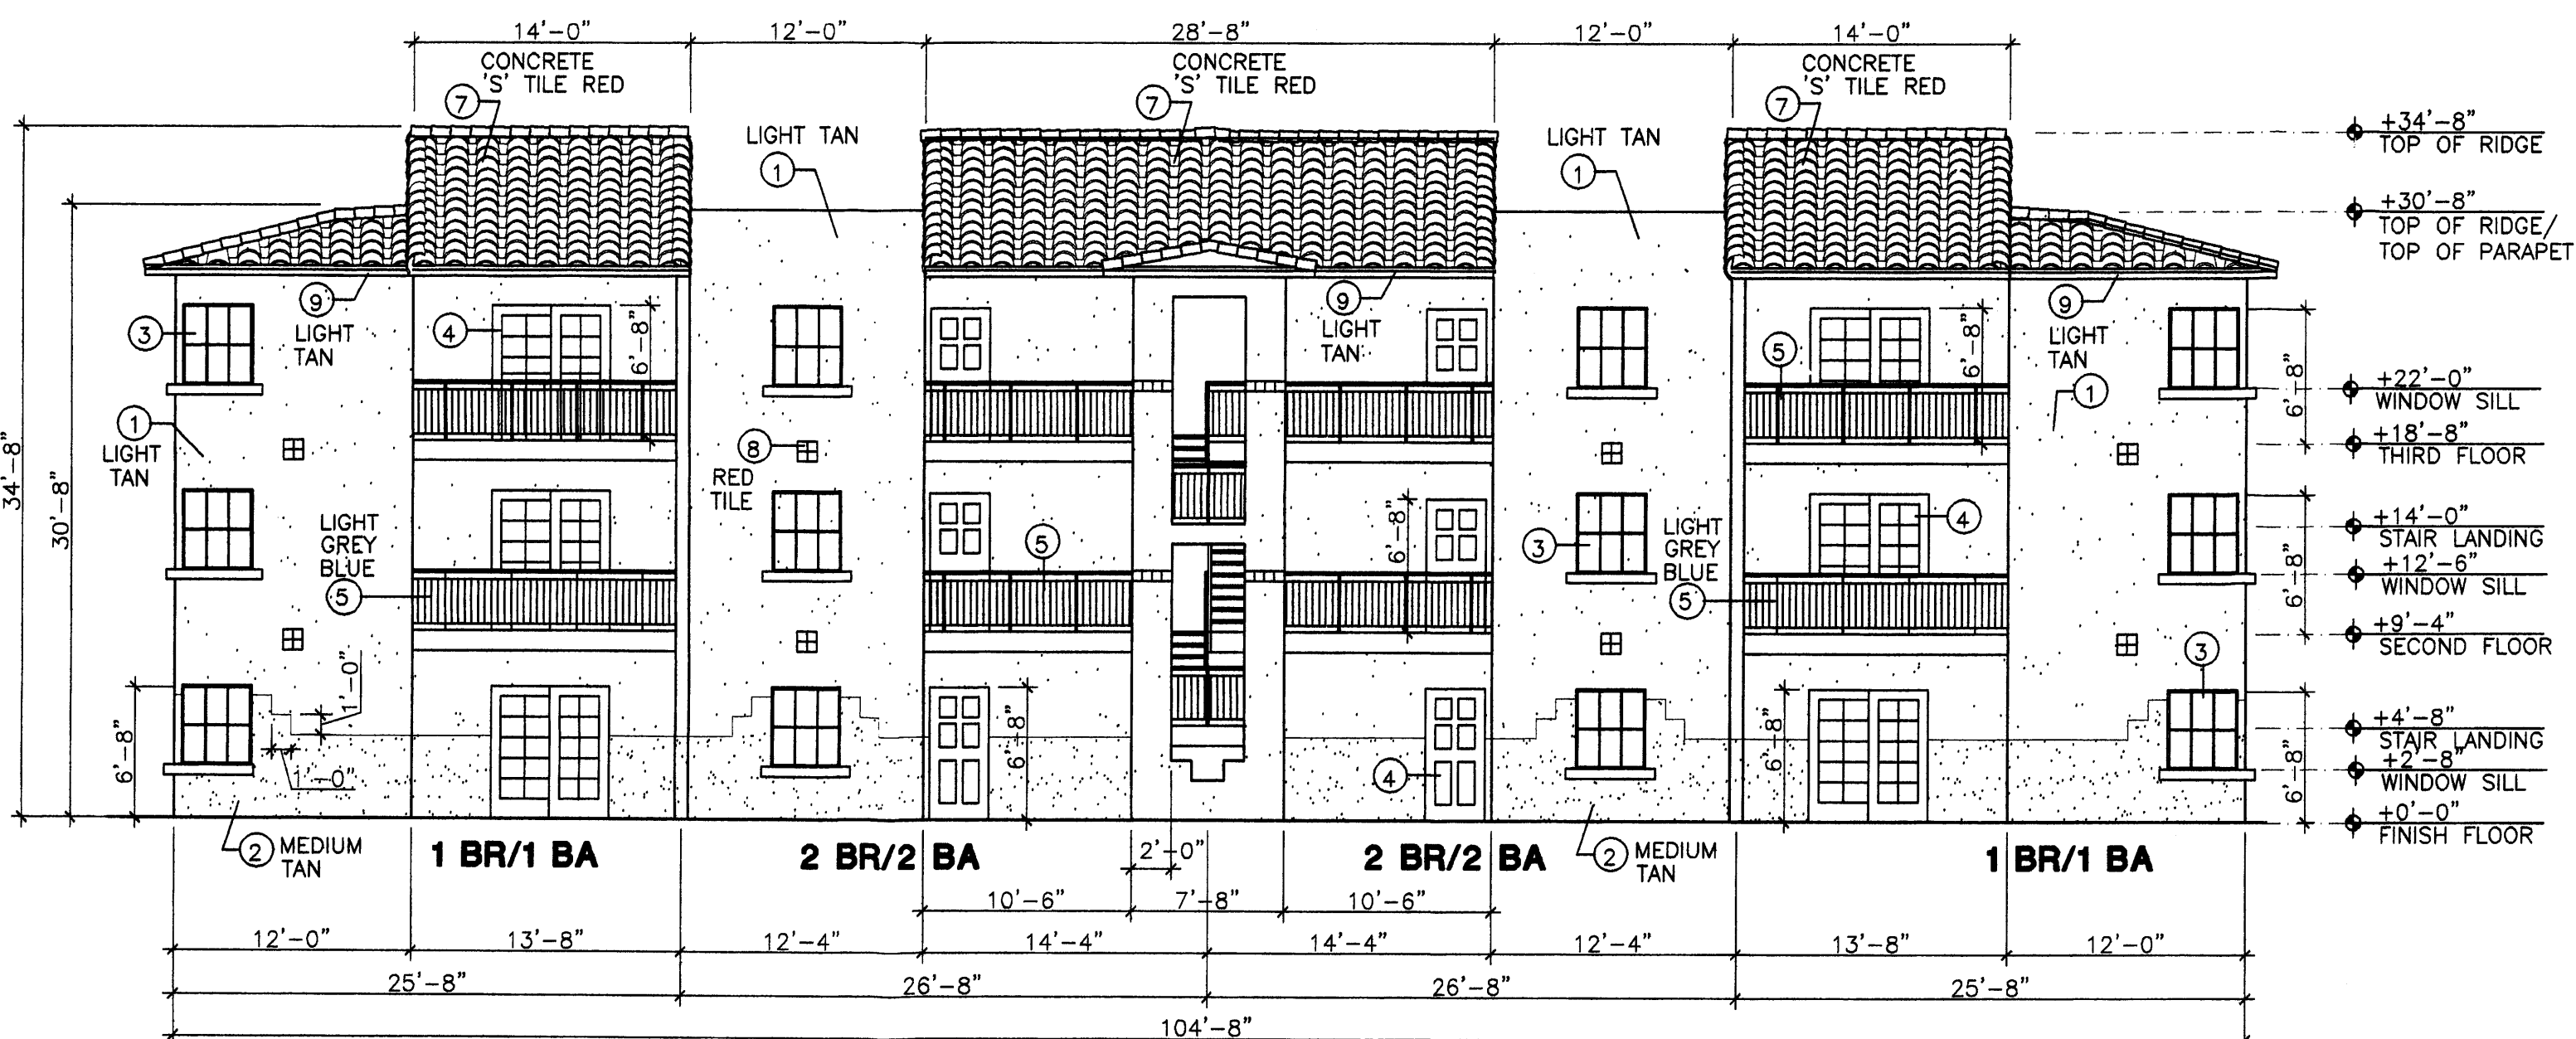 14'-0"
12'-0"
28'-8"
12'-0"
14'-0"
CONCRETE
'S' TILE RED
7
CONCRETE
'S' TILE RED
7
CONCRETE
'S' TILE RED
7
LIGHT TAN
1
LIGHT TAN
1
+34'-8"
TOP OF RIDGE
+30'-8"
TOP OF RIDGE/
TOP OF PARAPET
9
LIGHT
TAN
9
LIGHT
TAN
9
LIGHT
TAN
3
4
6'-8"
5
6'-8"
1
6'-8"
+22'-0"
WINDOW SILL
+18'-8"
THIRD FLOOR
1
LIGHT
TAN
34'-8"
30'-8"
8
RED
TILE
LIGHT
GREY
BLUE
5
5
6'-8"
3
LIGHT
GREY
BLUE
5
4
6'-8"
+14'-0"
STAIR LANDING
+12'-6"
WINDOW SILL
+9'-4"
SECOND FLOOR
3
6'-8"
1'-0"
1'-0"
6'-8"
4
6'-8"
6'-8"
+4'-8"
STAIR LANDING
+2'-8"
WINDOW SILL
+0'-0"
FINISH FLOOR
2 MEDIUM
TAN
1 BR/1 BA
2 BR/2 BA
2'-0"
2 BR/2 BA
2 MEDIUM
TAN
1 BR/1 BA
10'-6"
7'-8"
10'-6"
12'-0"
13'-8"
12'-4"
14'-4"
14'-4"
12'-4"
13'-8"
12'-0"
25'-8"
26'-8"
26'-8"
25'-8"
104'-8"